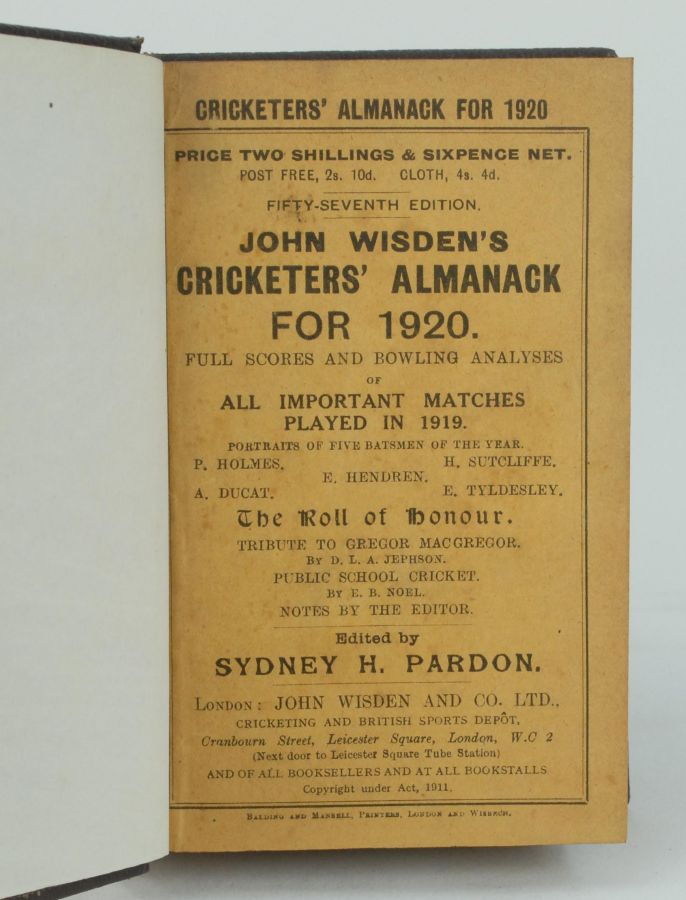 CRICKETERS' ALMANACK FOR 1920
PRICE TWO SHILLINGS & SIXPENCE NET.
POST FREE, 2s. 10d. CLOTH, 4s. 4d.
FIFTY-SEVENTH EDITION.
JOHN WISDEN'S
CRICKETERS' ALMANACK
FOR 1920.
FULL SCORES AND BOWLING ANALYSES
OF
ALL IMPORTANT MATCHES
PLAYED IN 1919.
PORTRAITS OF FIVE BATSMEN OF THE YEAR.
P. HOLMES. H. SUTCLIFFE.
E. HENDREN.
A. DUCAT. E. TYLDESLEY.
The Roll of Honour.
TRIBUTE TO GREGOR MACGREGOR.
BY D. L. A. JEPHSON.
PUBLIC SCHOOL CRICKET.
BY E. B. NOEL.
NOTES BY THE EDITOR.
Edited by
SYDNEY H. PARDON.
LONDON: JOHN WISDEN AND CO. LTD.,
CRICKETING AND BRITISH SPORTS DEPÔT,
Cranbourn Street, Leicester Square, London, W.C 2
(Next door to Leicester Square Tube Station)
AND OF ALL BOOKSELLERS AND AT ALL BOOKSTALLS
Copyright under Act, 1911.
BALDING AND MANSELL, PRINTERS, LONDON AND WISBECH.